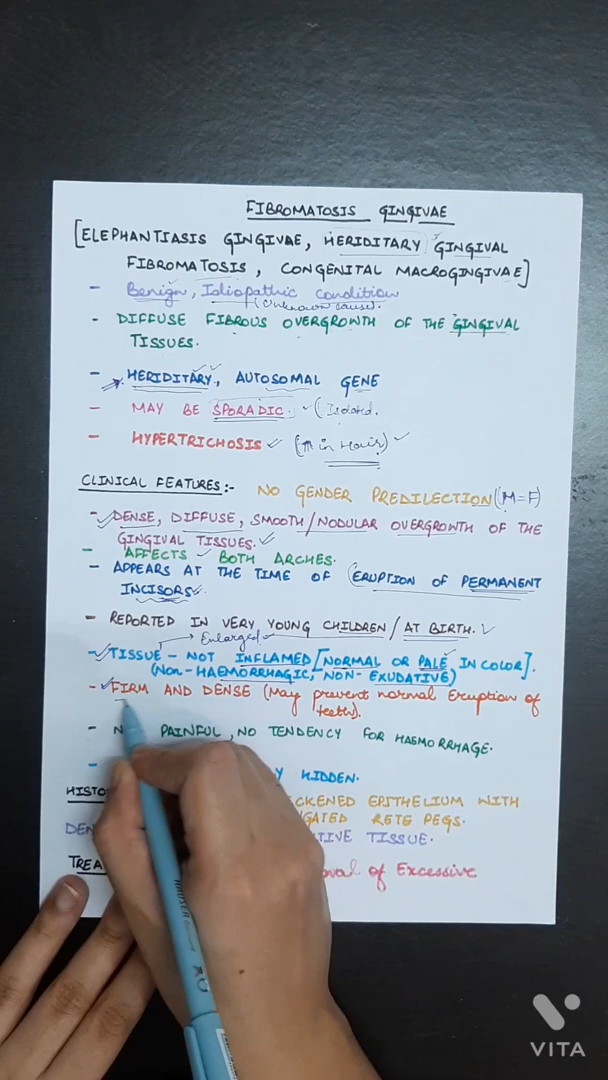 FIBROMATOSIS GINGIVAE
[ELEPHANTIASIS GINGIVAE, HERIDITARY GINGIVAL
FIBROMATOSIS, CONGENITAL MACROGINGIVAE]
- Benign, Idiopathic condition
(Unknown cause).
- DIFFUSE FIBROUS OVERGROWTH OF THE GINGIVAL
TISSUES.
- HERIDITARY, AUTOSOMAL GENE
- MAY BE SPORADIC. (Isolated.
- HYPERTRICHOSIS (↑ in Hair)
CLINICAL FEATURES:- NO GENDER PREDILECTION (M=F)
- DENSE, DIFFUSE, SMOOTH/NODULAR OVERGROWTH OF THE
GINGIVAL TISSUES.
- AFFECTS BOTH ARCHES.
- APPEARS AT THE TIME OF (ERUPTION OF PERMANENT
INCISORS
- REPORTED IN VERY YOUNG CHILDREN/AT BIRTH.
Enlarged
- TISSUE - NOT INFLAMED [NORMAL OR PALE IN COLOR].
(NON-HAEMORRHAGIC, NON-EXUDATIVE)
- FIRM AND DENSE (May prevent normal Eruption of
teeth).
- PAINFUL, NO TENDENCY FOR HAEMORRHAGE.
- HIDDEN.
EPITHELIUM WITH
RETE PEGS.
TISSUE.
of Excessive
VITA